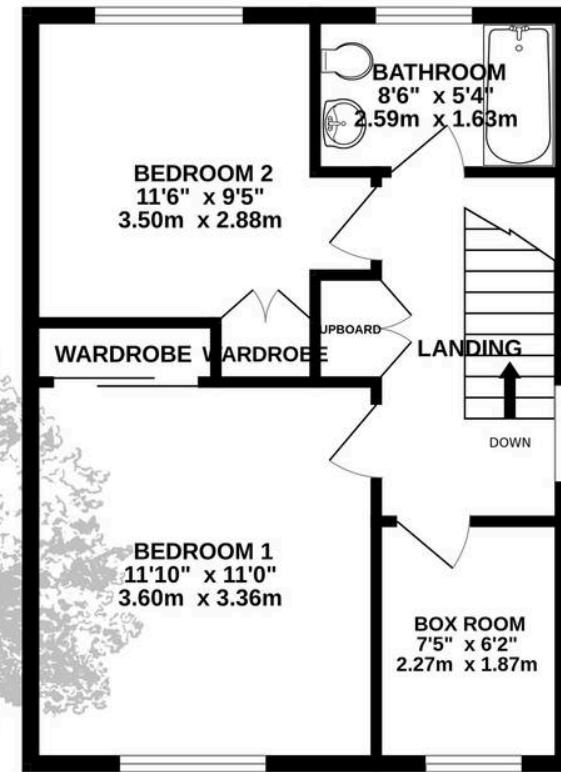 BATHROOM
8'6" x 5'4"
2.59m x 1.63m
BEDROOM 2
11'6" x 9'5"
3.50m x 2.88m
UPBOARD
WARDROBE
WARDROBE
LANDING
DOWN
BEDROOM 1
11'10" x 11'0"
3.60m x 3.36m
BOX ROOM
7'5" x 6'2"
2.27m x 1.87m